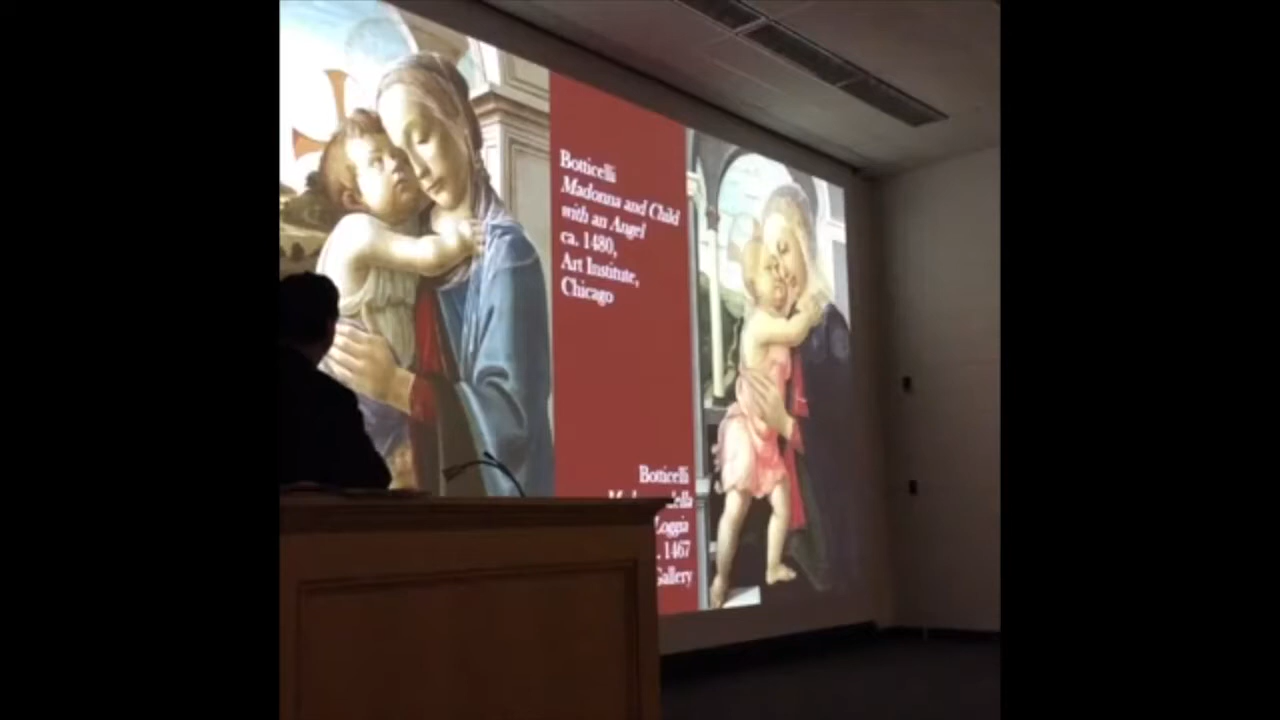 Botticelli
Madonna and Child
with an Angel
ca. 1480,
Art Institute,
Chicago
Botticelli
Loggia
. 1467
Gallery